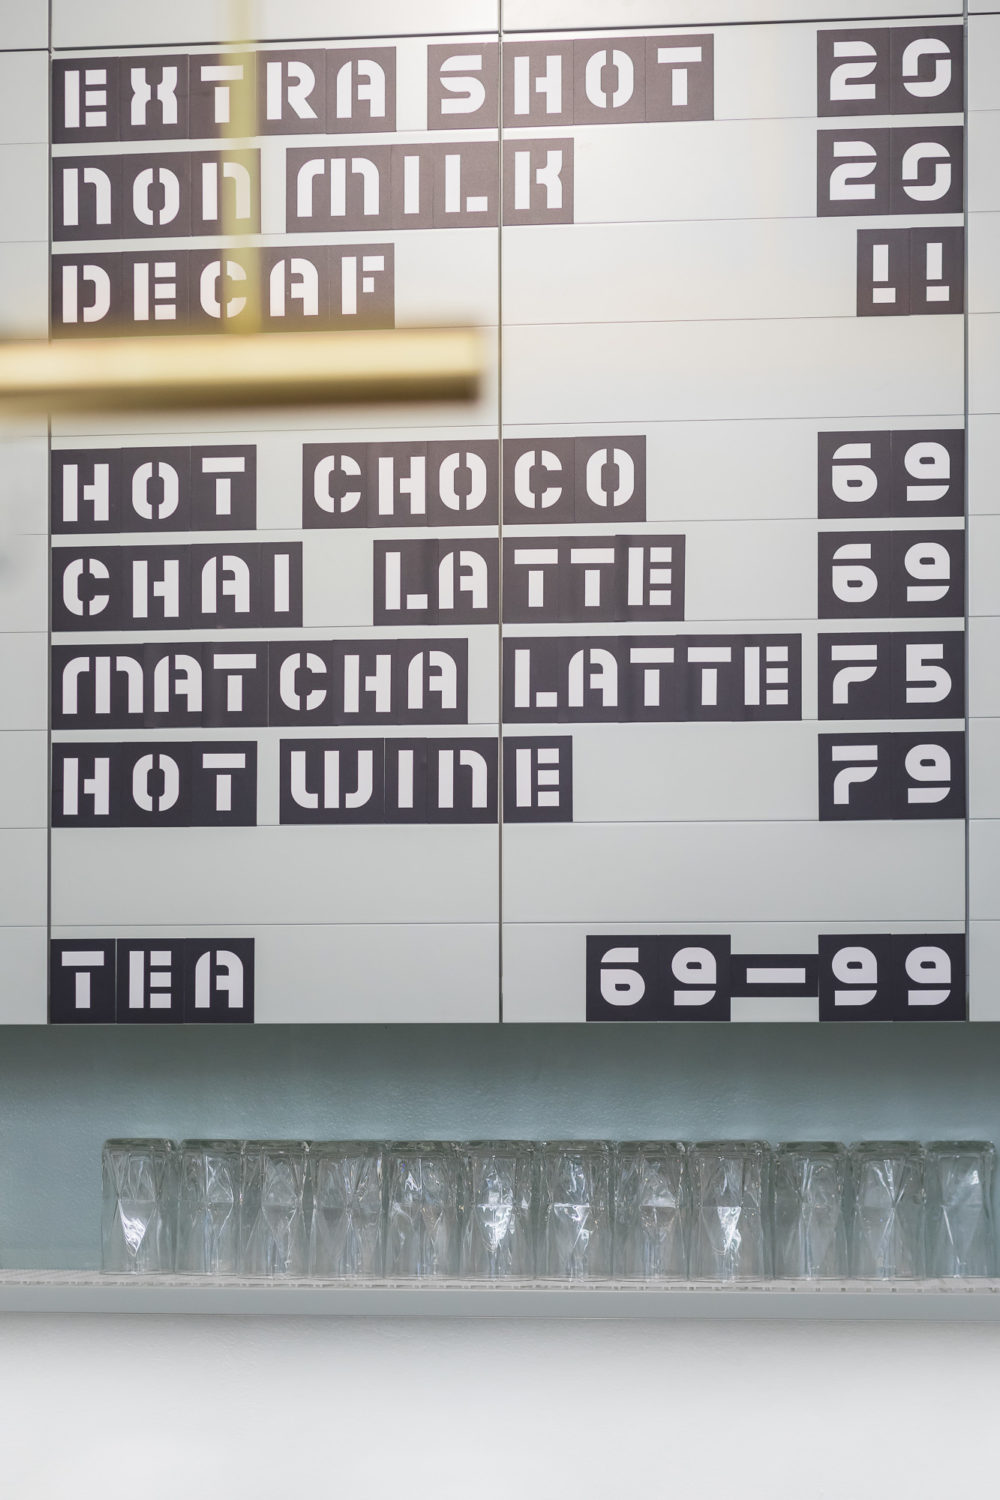 EXTRA SHOT 20
NON MILK 20
DECAF !!
HOT CHOCO 69
CHAI LATTE 69
MATCHA LATTE 75
HOT WINE 79
TEA 69—99